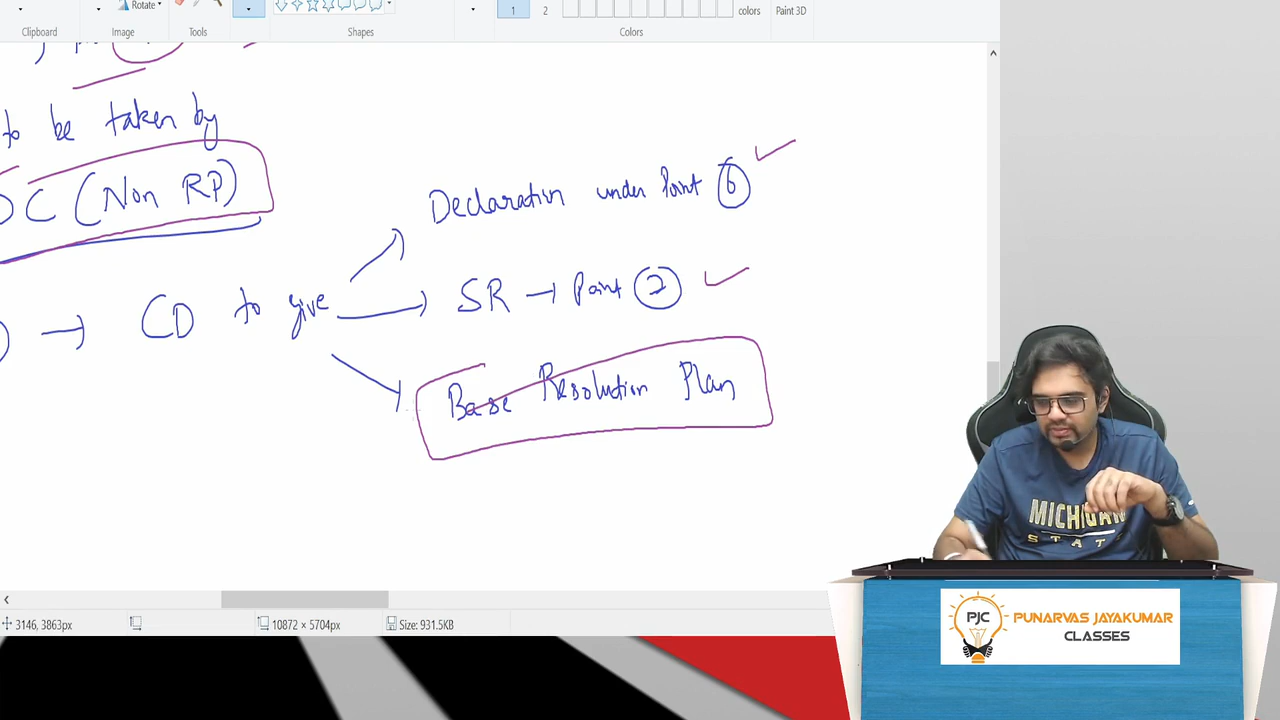 Rotate
Clipboard
Image
Tools
Shapes
1
2
colors
Colors
Paint 3D
to be taken by
C (Non RP)
Declaration under Point 6
CD to give
SR → Point 7
Base Resolution Plan
MICHIGAN
STATE
PJC
PUNARVAS JAYAKUMAR
CLASSES
3146, 3863px
10872 × 5704px
Size: 931.5KB